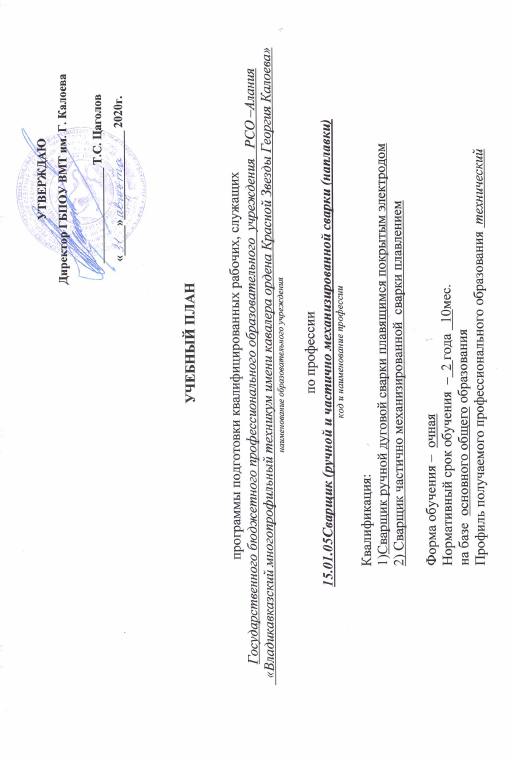 УТВЕРЖДАЮ
Директор ГБПОУ ВМТ им. Г. Калоева
Т.С. Цаголов
« 31 » августа 2020г.
УЧЕБНЫЙ ПЛАН
программы подготовки квалифицированных рабочих, служащих
Государственного бюджетного профессионального образовательного учреждения РСО –Алания
«Владикавказский многопрофильный техникум имени кавалера ордена Красной Звезды Георгия Калоева»
наименование образовательного учреждения
по профессии
15.01.05Сварщик (ручной и частично механизированной сварки (наплавки)
код и наименование профессии
Квалификация:
1)Сварщик ручной дуговой сварки плавящимся покрытым электродом
2) Сварщик частично механизированной сварки плавлением
Форма обучения – очная
Нормативный срок обучения – 2 года 10мес.
на базе основного общего образования
Профиль получаемого профессионального образования технический